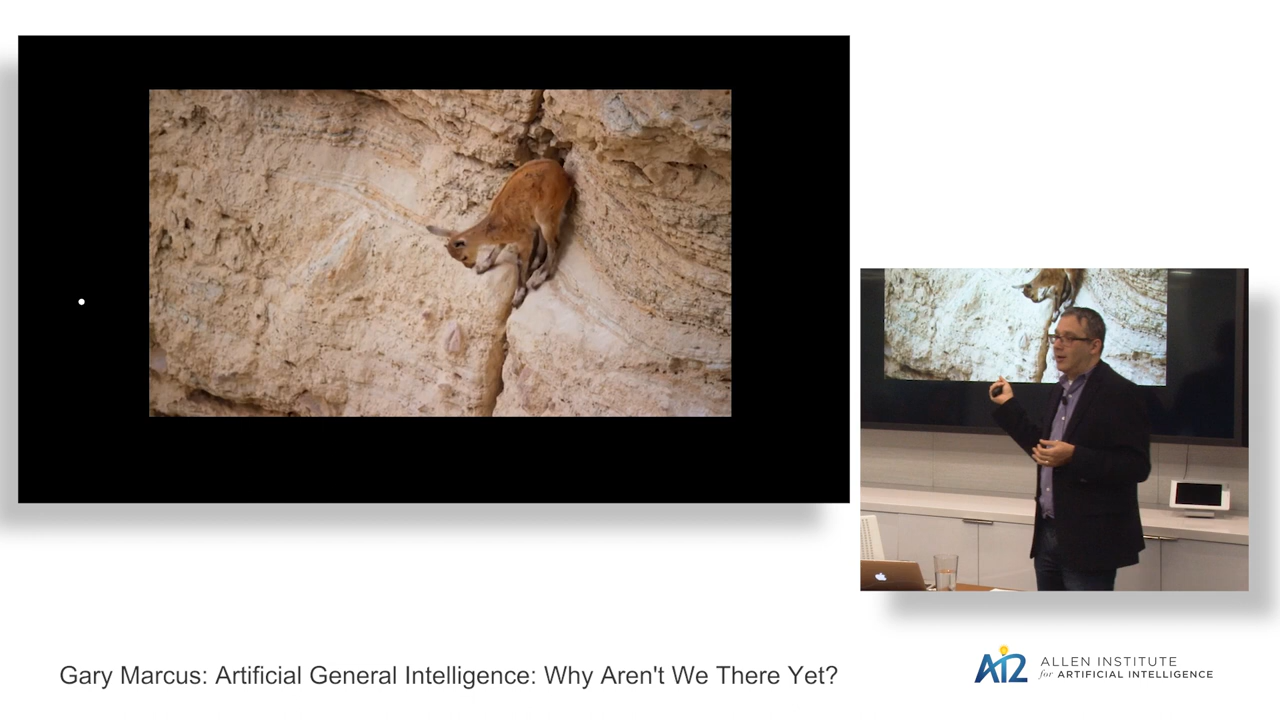 Gary Marcus: Artificial General Intelligence: Why Aren't We There Yet?
AI2
ALLEN INSTITUTE
for ARTIFICIAL INTELLIGENCE